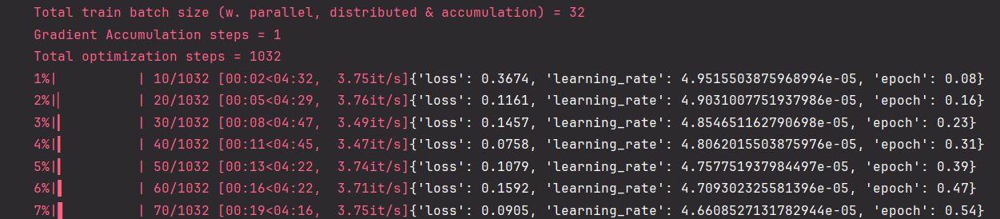 Total train batch size (w. parallel, distributed & accumulation) = 32
Gradient Accumulation steps = 1
Total optimization steps = 1032
1%| | 10/1032 [00:02<04:32, 3.75it/s]{'loss': 0.3674, 'learning_rate': 4.9515503875968994e-05, 'epoch': 0.08}
2%|▏ | 20/1032 [00:05<04:29, 3.76it/s]{'loss': 0.1161, 'learning_rate': 4.9031007751937986e-05, 'epoch': 0.16}
3%|▎ | 30/1032 [00:08<04:47, 3.49it/s]{'loss': 0.1457, 'learning_rate': 4.854651162790698e-05, 'epoch': 0.23}
4%|▍ | 40/1032 [00:11<04:45, 3.47it/s]{'loss': 0.0758, 'learning_rate': 4.8062015503875976e-05, 'epoch': 0.31}
5%|▍ | 50/1032 [00:13<04:22, 3.74it/s]{'loss': 0.1079, 'learning_rate': 4.757751937984497e-05, 'epoch': 0.39}
6%|▌ | 60/1032 [00:16<04:22, 3.71it/s]{'loss': 0.1592, 'learning_rate': 4.709302325581396e-05, 'epoch': 0.47}
7%|▋ | 70/1032 [00:19<04:16, 3.75it/s]{'loss': 0.0905, 'learning_rate': 4.6608527131782944e-05, 'epoch': 0.54}